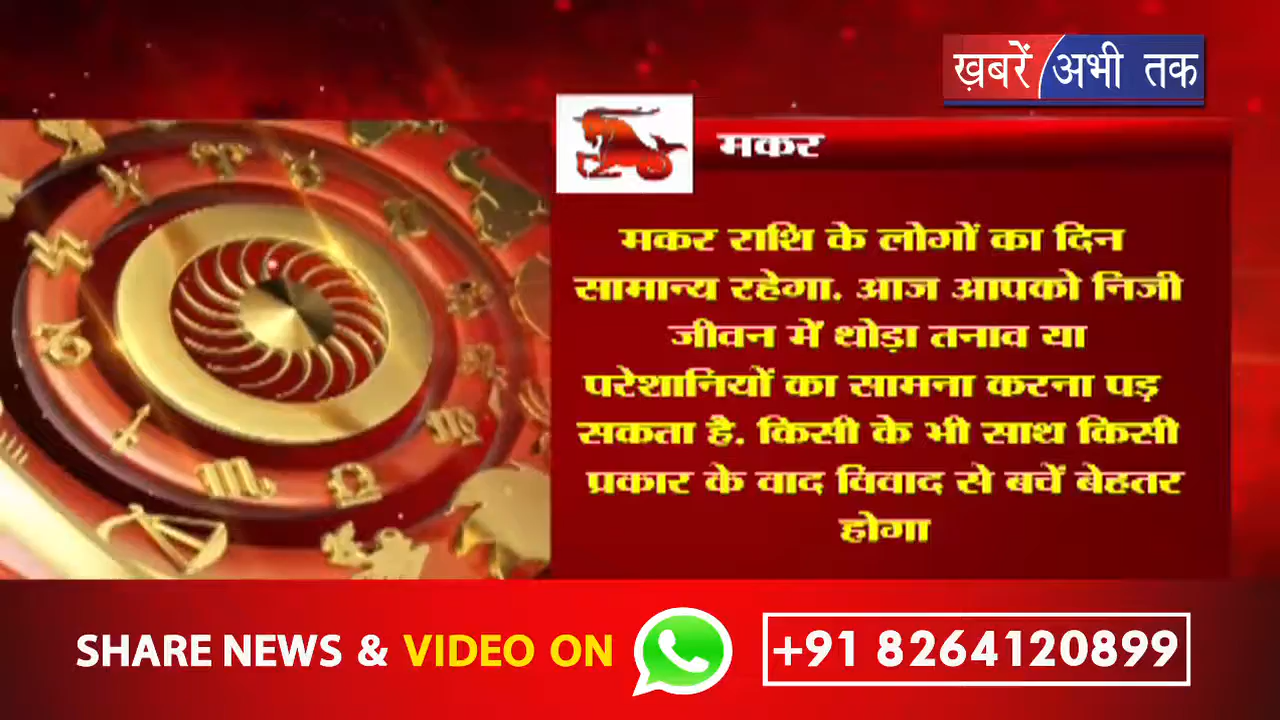 ख़बरें अभी तक
मकर
मकर राशि के लोगों का दिन
सामान्य रहेगा. आज आपको निजी
जीवन में थोड़ा तनाव या
परेशानियों का सामना करना पड़
सकता है. किसी के भी साथ किसी
प्रकार के वाद विवाद से बचें बेहतर
होगा
SHARE NEWS & VIDEO ON
+91 8264120899